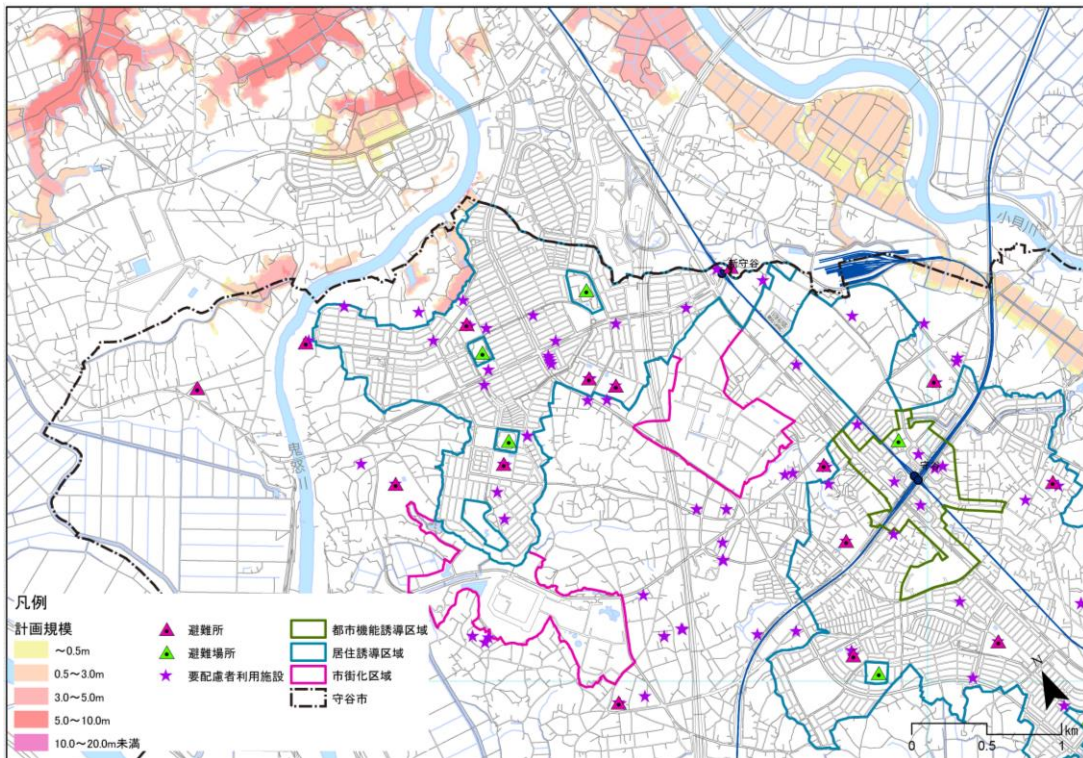 小貝川
新守谷
守谷
鬼怒川
凡例
計画規模
～0.5m
0.5～3.0m
3.0～5.0m
5.0～10.0m
10.0～20.0m未満
避難所
避難場所
要配慮者利用施設
都市機能誘導区域
居住誘導区域
市街化区域
守谷市
N
0 0.5 1 km